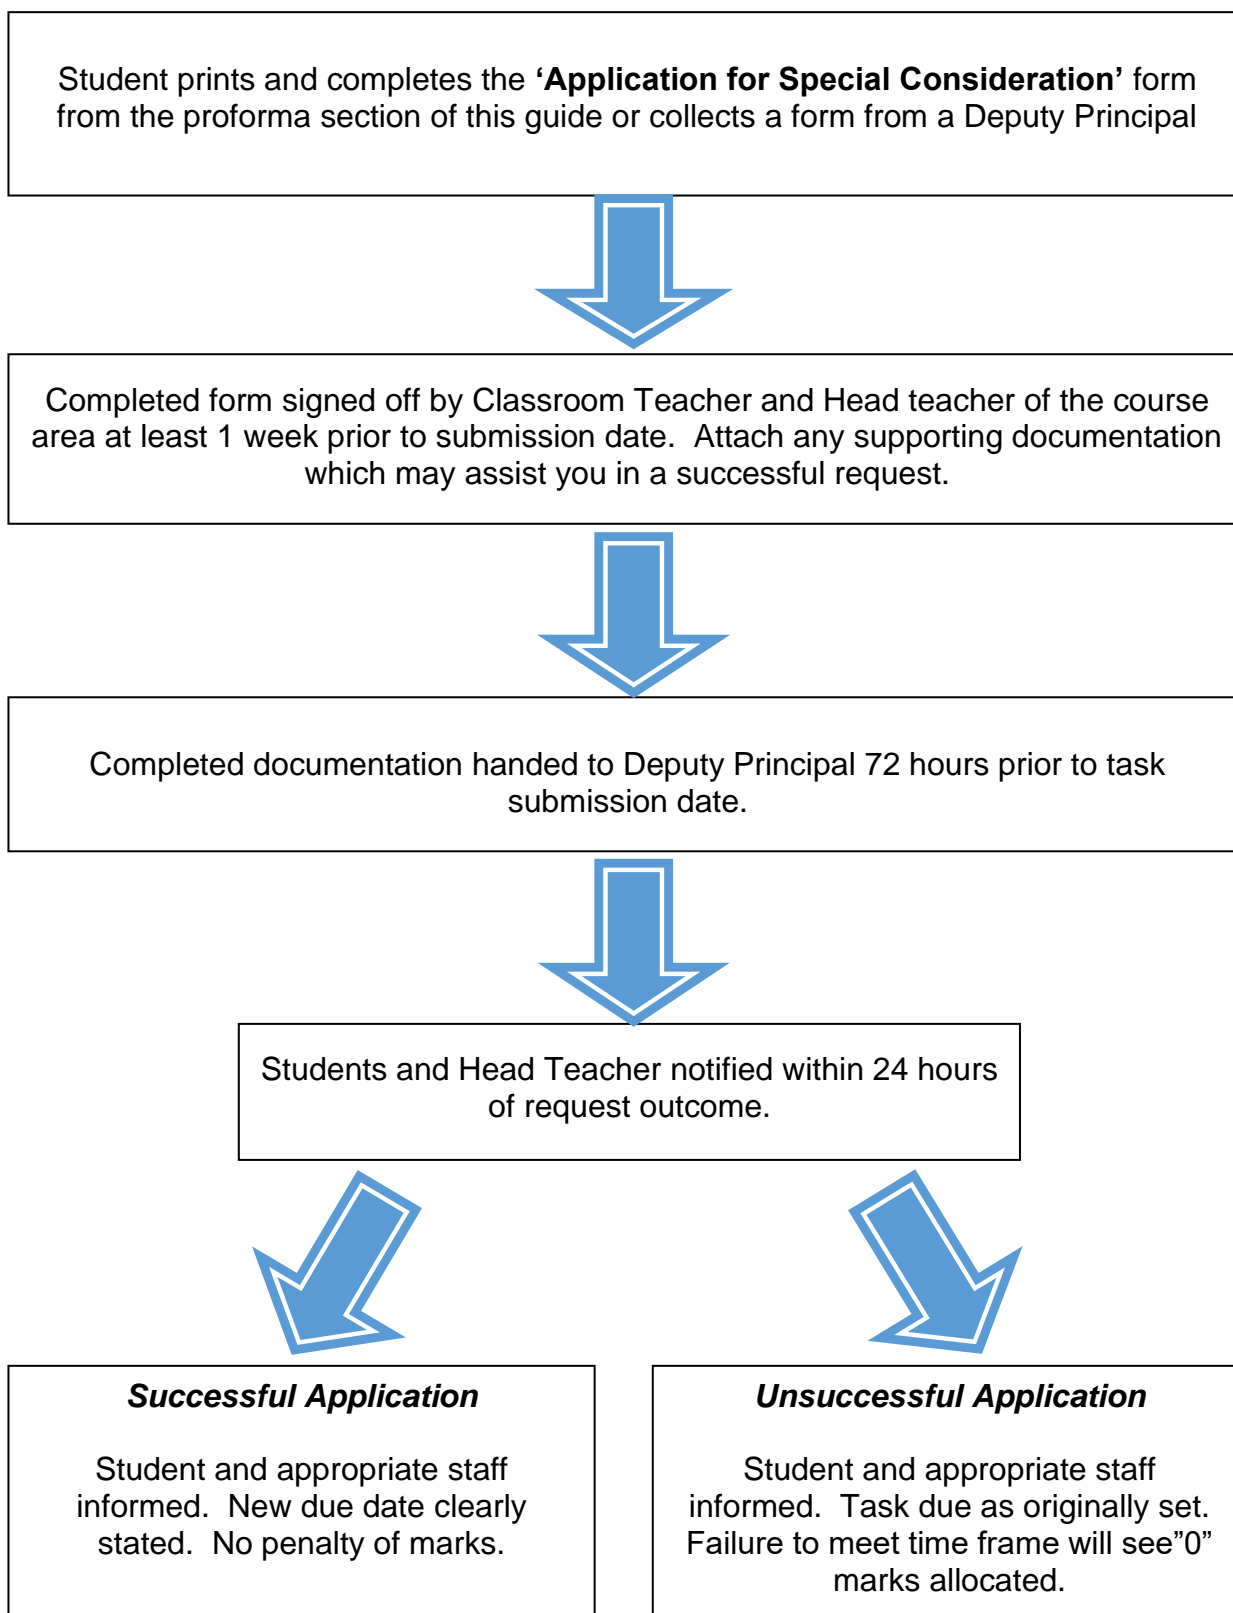 Student prints and completes the ‘Application for Special Consideration’ form
from the proforma section of this guide or collects a form from a Deputy Principal
Completed form signed off by Classroom Teacher and Head teacher of the course
area at least 1 week prior to submission date.  Attach any supporting documentation
which may assist you in a successful request.
Completed documentation handed to Deputy Principal 72 hours prior to task
submission date.
Students and Head Teacher notified within 24 hours
of request outcome.
Successful Application
Student and appropriate staff
informed.  New due date clearly
stated.  No penalty of marks.
Unsuccessful Application
Student and appropriate staff
informed.  Task due as originally set.
Failure to meet time frame will see”0”
marks allocated.